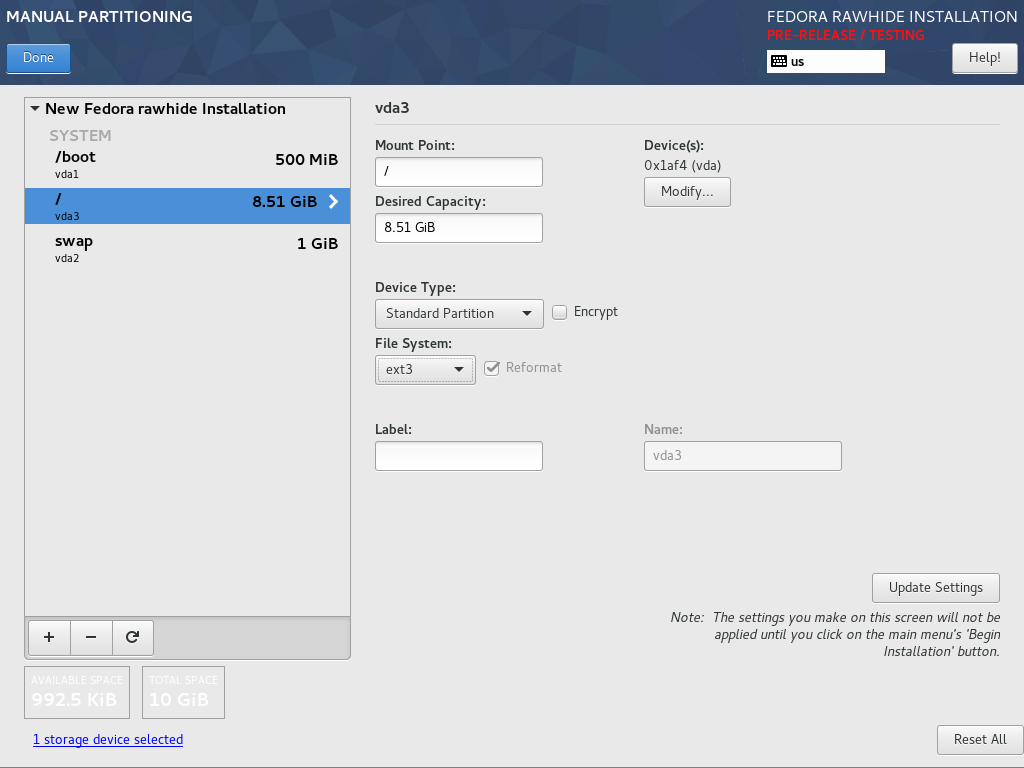 MANUAL PARTITIONING
FEDORA RAWHIDE INSTALLATION
PRE-RELEASE / TESTING
Done
us
Help!
New Fedora rawhide Installation
SYSTEM
/boot
500 MiB
vda1
/
8.51 GiB
vda3
swap
1 GiB
vda2
vda3
Mount Point:
/
Desired Capacity:
8.51 GiB
Device(s):
0x1af4 (vda)
Modify...
Device Type:
Standard Partition
Encrypt
File System:
ext3
Reformat
Label:
Name:
vda3
Update Settings
Note: The settings you make on this screen will not be
applied until you click on the main menu's 'Begin
Installation' button.
AVAILABLE SPACE
992.5 KiB
TOTAL SPACE
10 GiB
1 storage device selected
Reset All